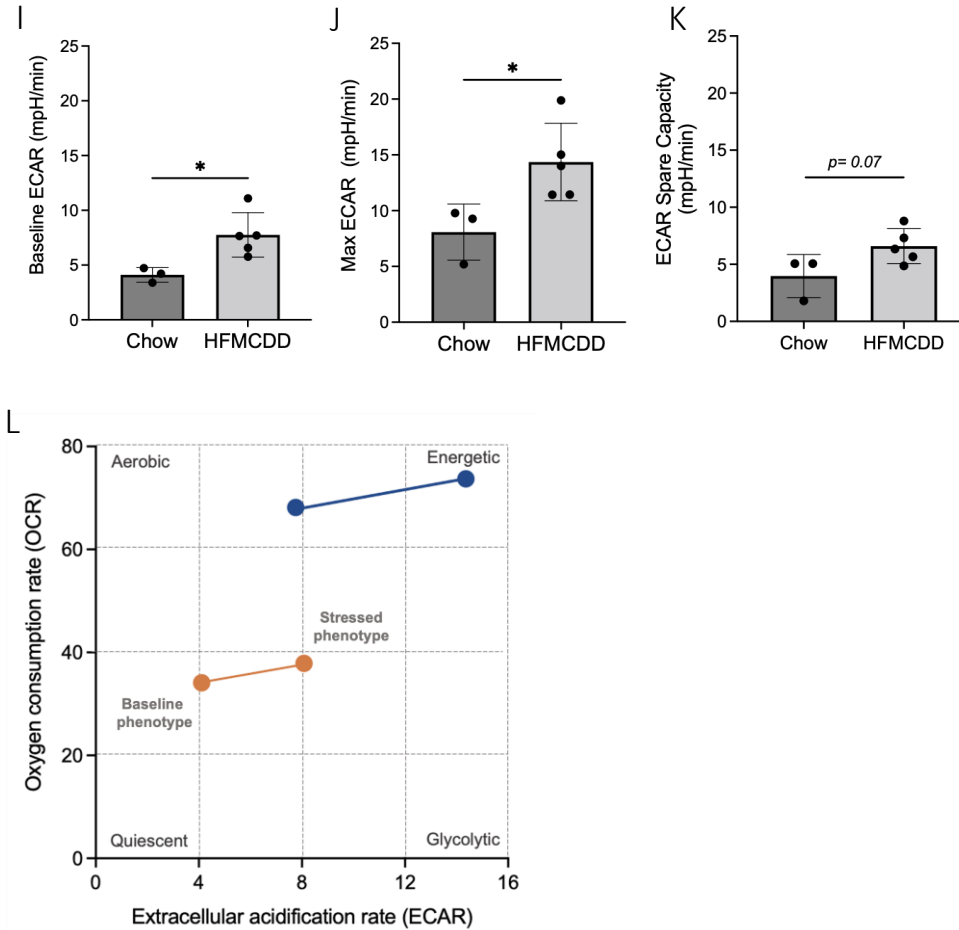 I
Baseline ECAR (mpH/min)
25
20
15
10
5
0
*
Chow
HFMCDD
J
Max ECAR (mpH/min)
25
20
15
10
5
0
*
Chow
HFMCDD
K
ECAR Spare Capacity
(mpH/min)
25
20
15
10
5
0
p= 0.07
Chow
HFMCDD
L
Oxygen consumption rate (OCR)
80
60
40
20
0
Aerobic
Energetic
Stressed
phenotype
Baseline
phenotype
Quiescent
Glycolytic
0
4
8
12
16
Extracellular acidification rate (ECAR)